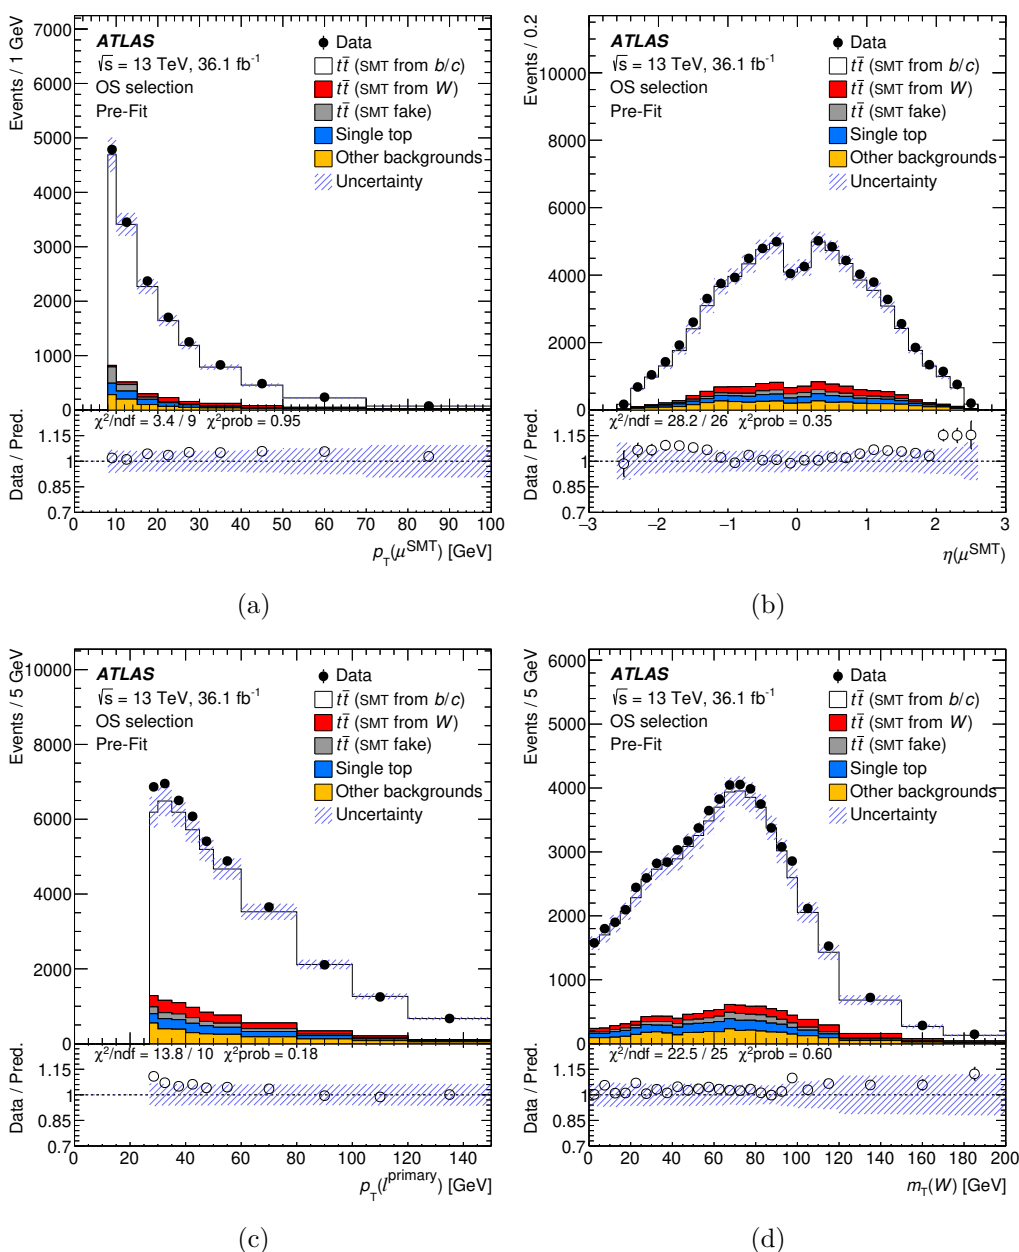 Events / 1 GeV
7000
6000
5000
4000
3000
2000
1000
0
ATLAS
√s = 13 TeV, 36.1 fb⁻¹
OS selection
Pre-Fit
Data
tt̄ (SMT from b/c)
tt̄ (SMT from W)
tt̄ (SMT fake)
Single top
Other backgrounds
Uncertainty
χ²/ndf = 3.4 / 9 χ²prob = 0.95
Data / Pred.
1.15
1
0.85
0.7
0 10 20 30 40 50 60 70 80 90 100
p_T(μ^SMT) [GeV]
(a)
Events / 0.2
10000
8000
6000
4000
2000
0
ATLAS
√s = 13 TeV, 36.1 fb⁻¹
OS selection
Pre-Fit
Data
tt̄ (SMT from b/c)
tt̄ (SMT from W)
tt̄ (SMT fake)
Single top
Other backgrounds
Uncertainty
χ²/ndf = 28.2 / 26 χ²prob = 0.35
Data / Pred.
1.15
1
0.85
0.7
−3 −2 −1 0 1 2 3
η(μ^SMT)
(b)
Events / 5 GeV
10000
8000
6000
4000
2000
0
ATLAS
√s = 13 TeV, 36.1 fb⁻¹
OS selection
Pre-Fit
Data
tt̄ (SMT from b/c)
tt̄ (SMT from W)
tt̄ (SMT fake)
Single top
Other backgrounds
Uncertainty
χ²/ndf = 13.8 / 10 χ²prob = 0.18
Data / Pred.
1.15
1
0.85
0.7
0 20 40 60 80 100 120 140
p_T(l^primary) [GeV]
(c)
Events / 5 GeV
6000
5000
4000
3000
2000
1000
0
ATLAS
√s = 13 TeV, 36.1 fb⁻¹
OS selection
Pre-Fit
Data
tt̄ (SMT from b/c)
tt̄ (SMT from W)
tt̄ (SMT fake)
Single top
Other backgrounds
Uncertainty
χ²/ndf = 22.5 / 25 χ²prob = 0.60
Data / Pred.
1.15
1
0.85
0.7
0 20 40 60 80 100 120 140 160 180 200
m_T(W) [GeV]
(d)